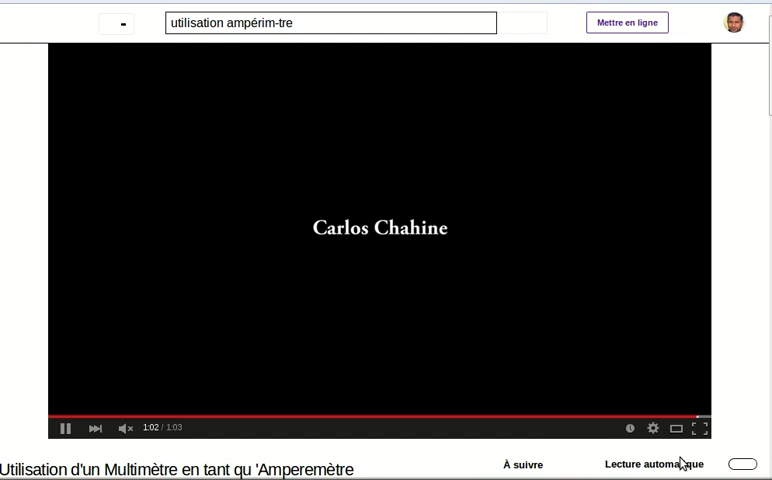 utilisation ampérim-tre
Mettre en ligne
Carlos Chahine
1:02 / 1:03
Utilisation d'un Multimètre en tant qu 'Amperemètre
À suivre
Lecture